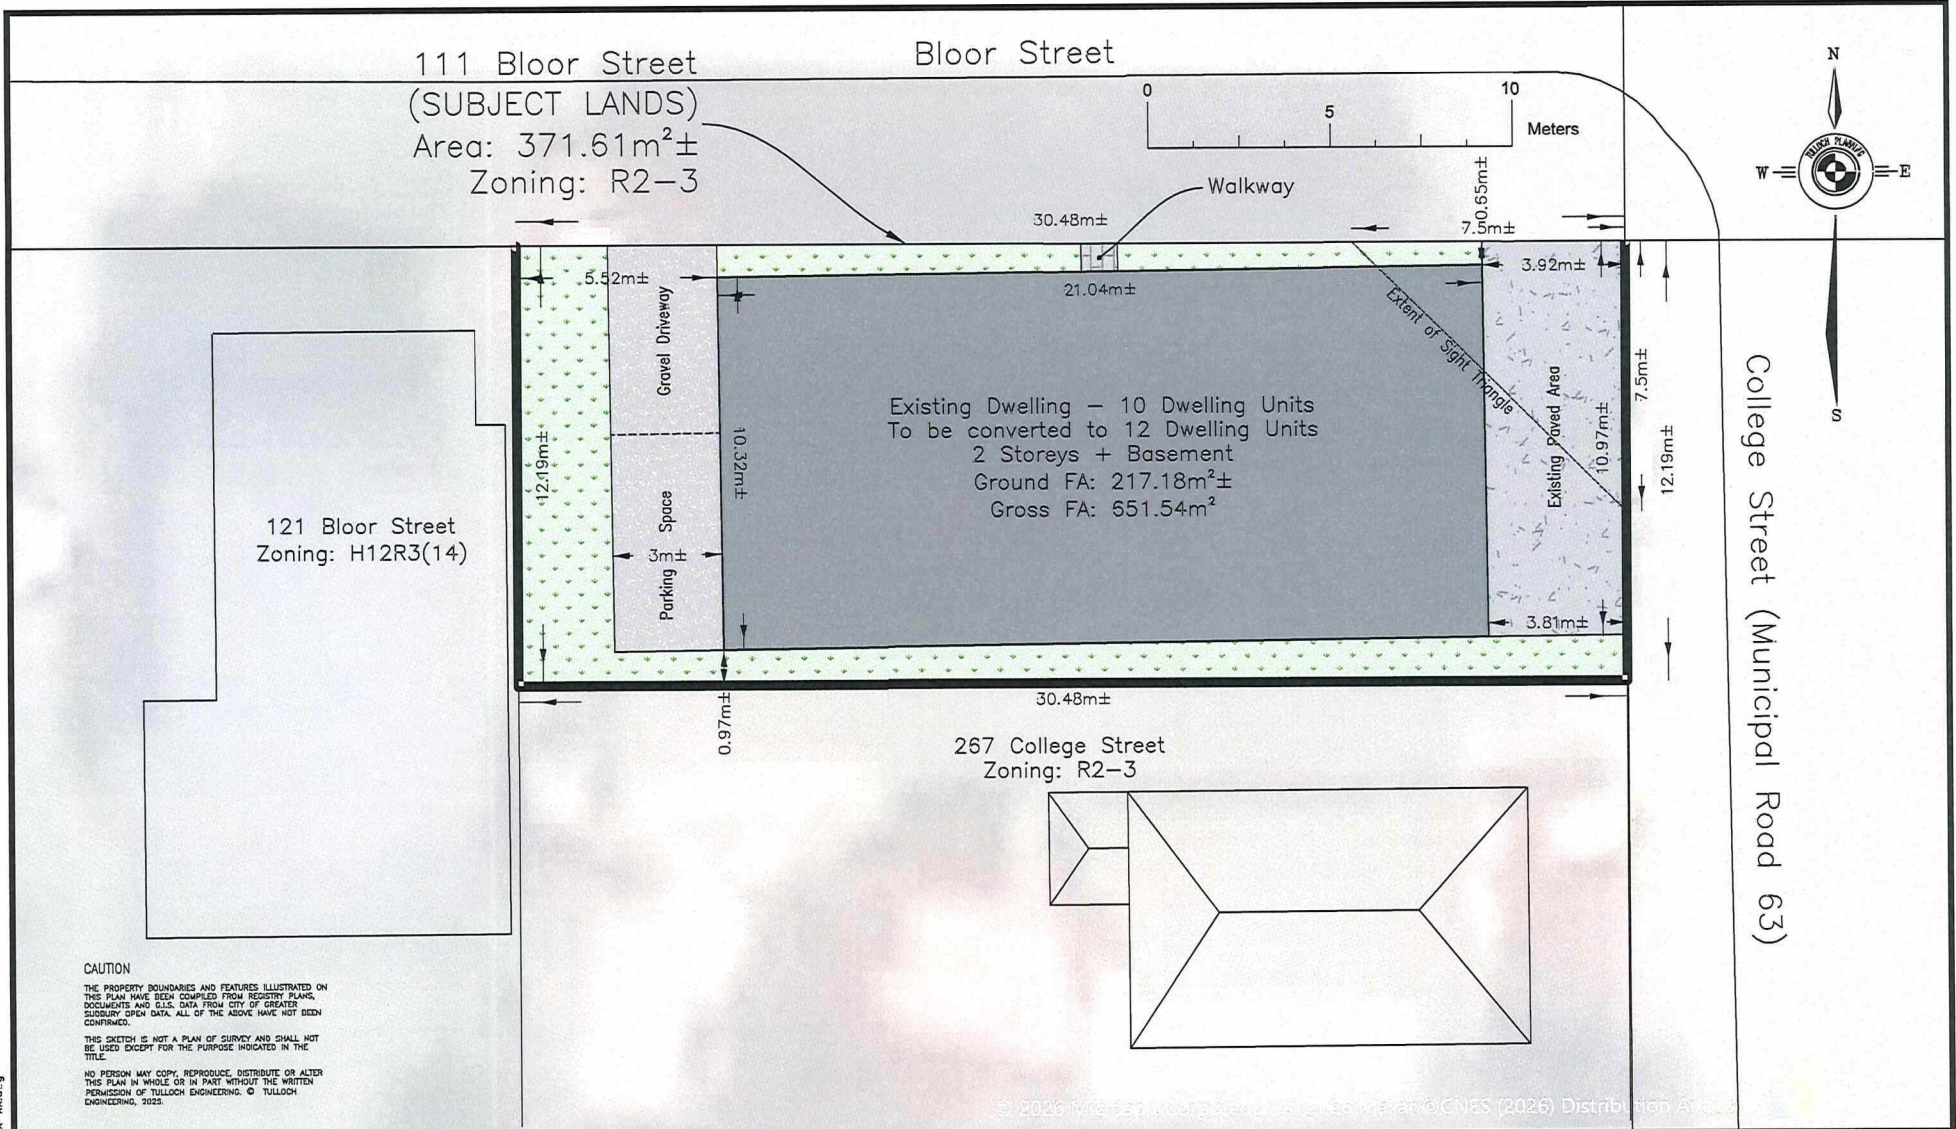 Bloor Street
111 Bloor Street
(SUBJECT LANDS)
Area: 371.61m²±
Zoning: R2-3
0
5
10
Meters
N
W
E
S
TULLOCH PLANNING
Walkway
30.48m±
0.65m±
7.5m±
5.52m±
21.04m±
3.92m±
Gravel Driveway
Extent of Sight Triangle
Existing Paved Area
10.97m±
7.5m±
12.19m±
12.19m±
10.32m±
Existing Dwelling - 10 Dwelling Units
To be converted to 12 Dwelling Units
2 Storeys + Basement
Ground FA: 217.18m²±
Gross FA: 651.54m²
Parking Space
3m±
3.81m±
121 Bloor Street
Zoning: H12R3(14)
0.97m±
30.48m±
267 College Street
Zoning: R2-3
College Street (Municipal Road 63)
CAUTION
THE PROPERTY BOUNDARIES AND FEATURES ILLUSTRATED ON
THIS PLAN HAVE BEEN COMPILED FROM REGISTRY PLANS,
DOCUMENTS AND G.I.S. DATA FROM CITY OF GREATER
SUDBURY OPEN DATA. ALL OF THE ABOVE HAVE NOT BEEN
CONFIRMED.
THIS SKETCH IS NOT A PLAN OF SURVEY AND SHALL NOT
BE USED EXCEPT FOR THE PURPOSE INDICATED IN THE
TITLE.
NO PERSON MAY COPY, REPRODUCE, DISTRIBUTE OR ALTER
THIS PLAN IN WHOLE OR IN PART WITHOUT THE WRITTEN
PERMISSION OF TULLOCH ENGINEERING. © TULLOCH
ENGINEERING, 2025.
© 2026 Microsoft Corporation © CNES (2026) Distribution